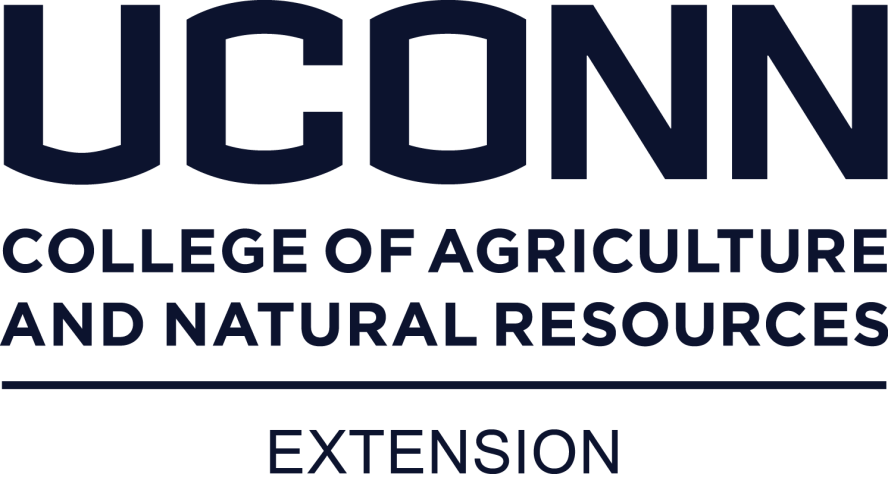 UCONN
COLLEGE OF AGRICULTURE
AND NATURAL RESOURCES
EXTENSION